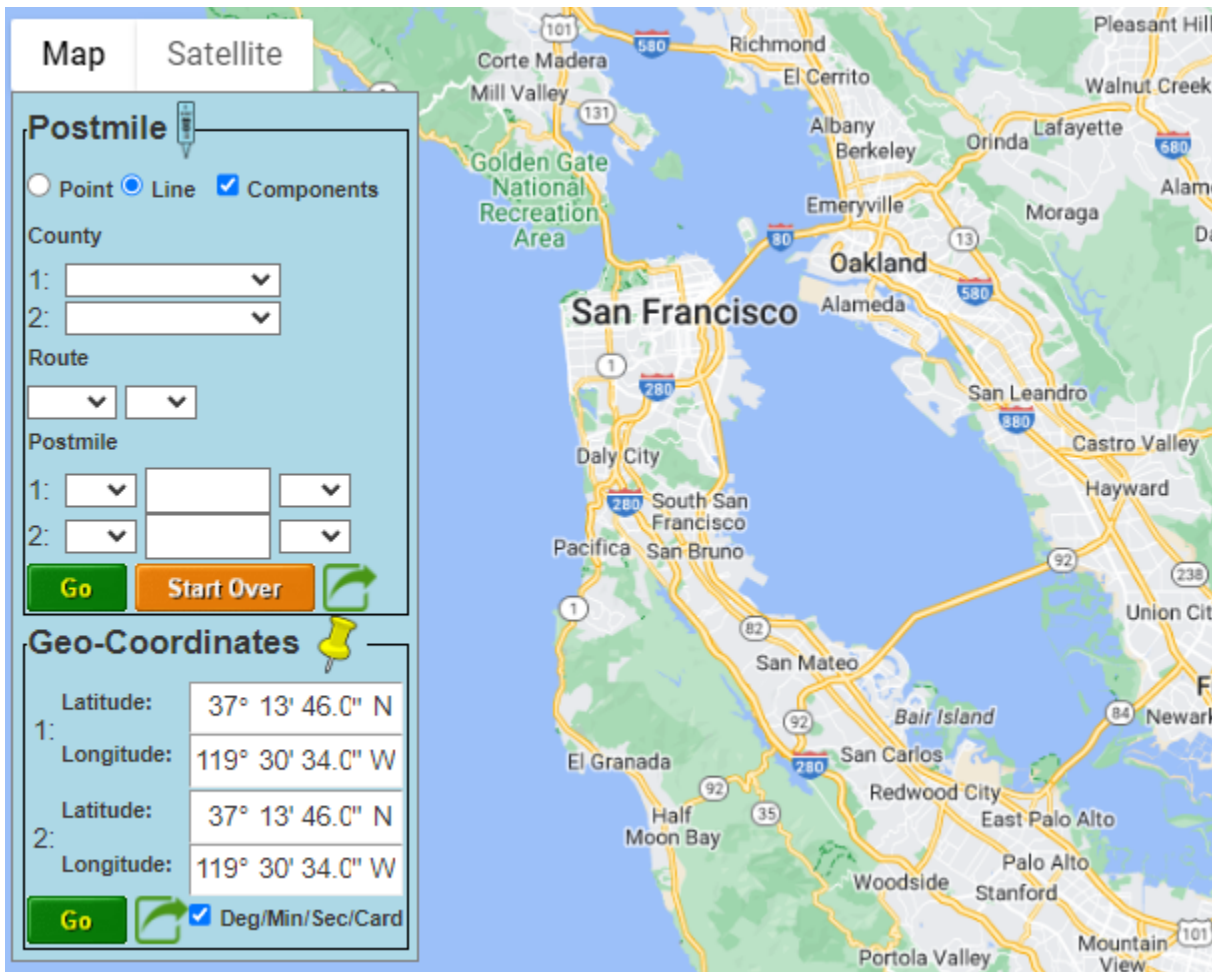 Map Satellite
Postmile
Point Line Components
County
1:
2:
Route
Postmile
1:
2:
Go Start Over
Geo-Coordinates
1:
Latitude: 37° 13' 46.0" N
Longitude: 119° 30' 34.0" W
2:
Latitude: 37° 13' 46.0" N
Longitude: 119° 30' 34.0" W
Go Deg/Min/Sec/Card
101
580
Richmond
Pleasant Hill
Corte Madera
El Cerrito
Mill Valley
Walnut Creek
131
Albany
Berkeley
Orinda
Lafayette
680
Golden Gate
National
Recreation
Area
Alam
Emeryville
Moraga
Da
80
13
Oakland
580
San Francisco
Alameda
1
280
San Leandro
880
Daly City
Castro Valley
280
South San
Francisco
Hayward
Pacifica
San Bruno
92
238
1
82
Union Cit
San Mateo
F
92
Bair Island
84
Newark
El Granada
280
San Carlos
92
Redwood City
Half
Moon Bay
35
East Palo Alto
Palo Alto
Woodside
Stanford
101
Mountain
View
Portola Valley